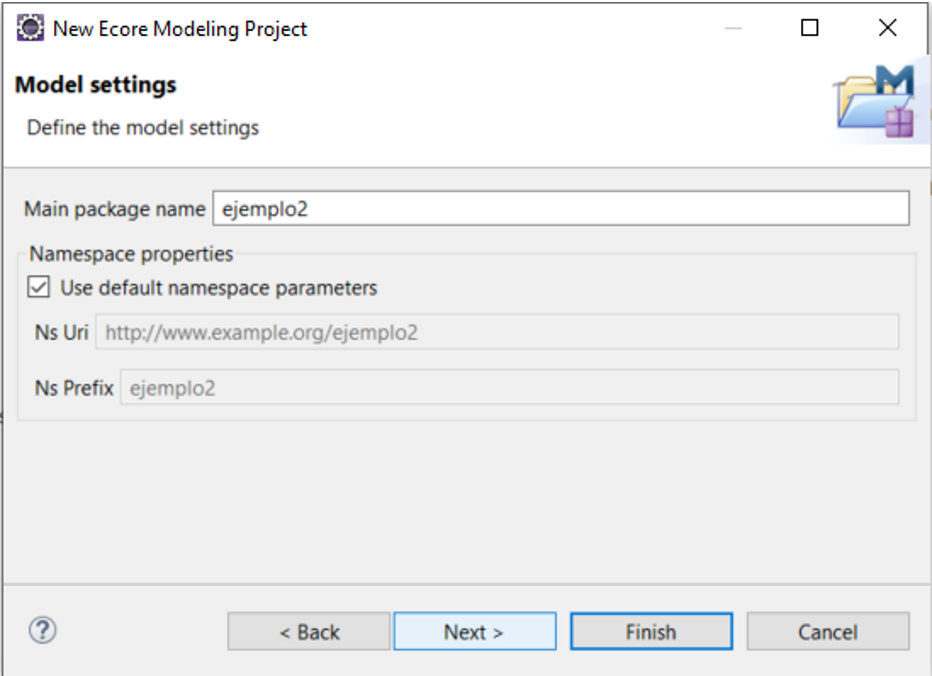 New Ecore Modeling Project
Model settings
Define the model settings
Main package name ejemplo2
Namespace properties
Use default namespace parameters
Ns Uri http://www.example.org/ejemplo2
Ns Prefix ejemplo2
? < Back Next > Finish Cancel